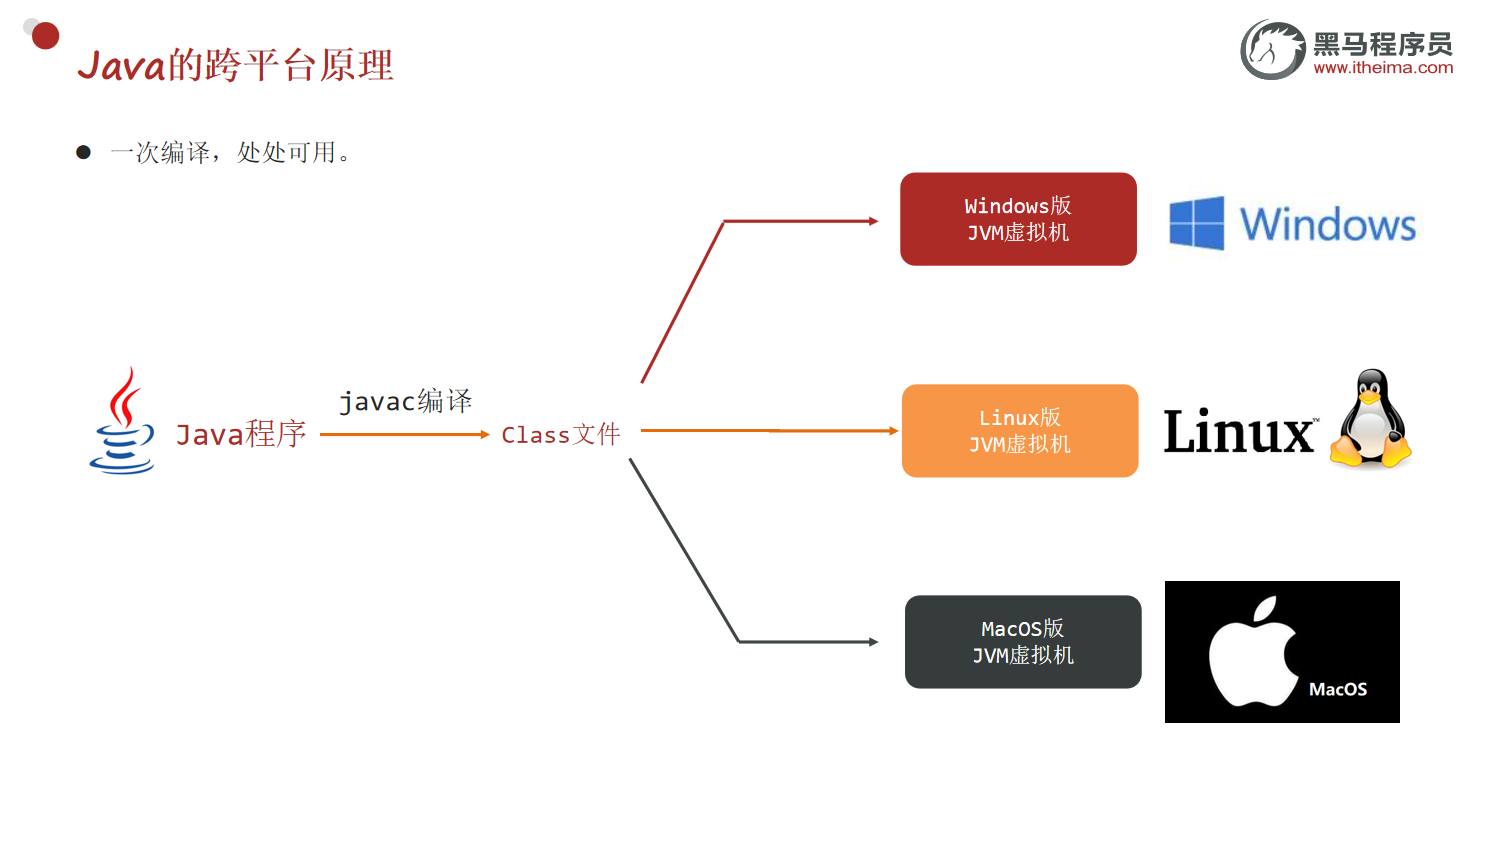 Java的跨平台原理
黑马程序员
www.itheima.com
一次编译，处处可用。
Windows版
JVM虚拟机
Windows
javac编译
Java程序
Class文件
Linux版
JVM虚拟机
Linux™
MacOS版
JVM虚拟机
MacOS